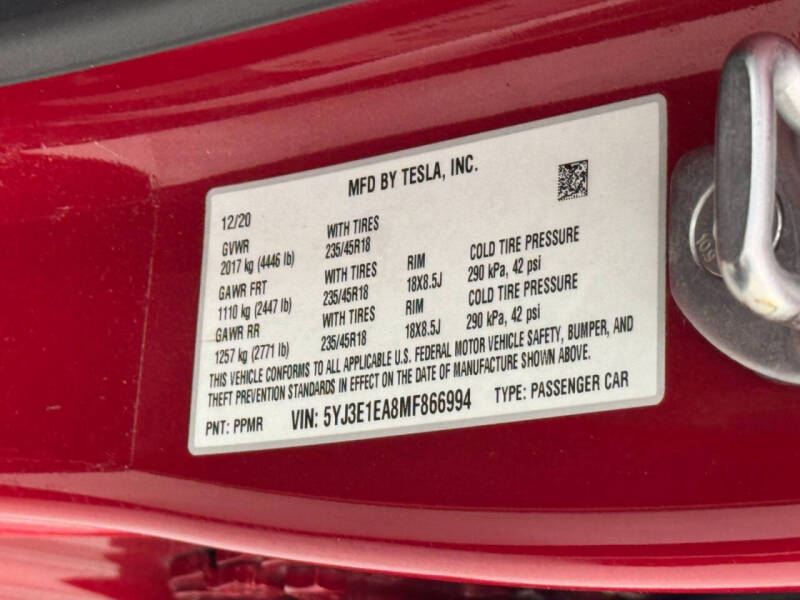 MFD BY TESLA, INC.
12/20
GVWR WITH TIRES
2017 kg (4446 lb) 235/45R18 RIM COLD TIRE PRESSURE
GAWR FRT WITH TIRES 18X8.5J 290 kPa, 42 psi
1110 kg (2447 lb) 235/45R18 RIM COLD TIRE PRESSURE
GAWR RR WITH TIRES 18X8.5J 290 kPa, 42 psi
1257 kg (2771 lb) 235/45R18
THIS VEHICLE CONFORMS TO ALL APPLICABLE U.S. FEDERAL MOTOR VEHICLE SAFETY, BUMPER, AND
THEFT PREVENTION STANDARDS IN EFFECT ON THE DATE OF MANUFACTURE SHOWN ABOVE.
PNT: PPMR VIN: 5YJ3E1EA8MF866994 TYPE: PASSENGER CAR